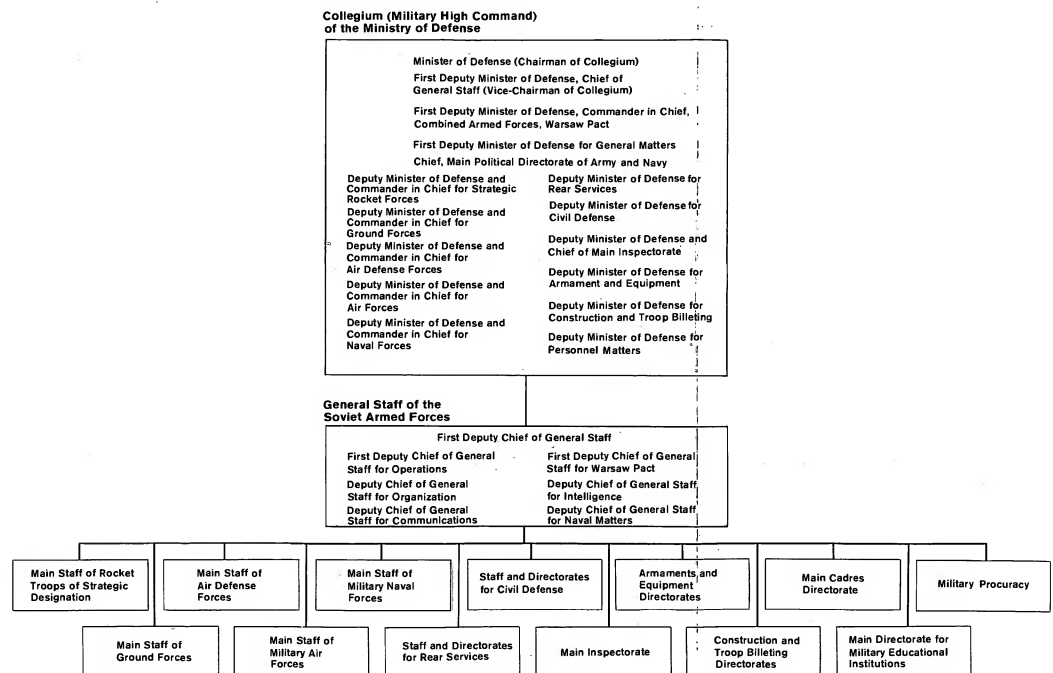 Collegium (Military High Command)
of the Ministry of Defense
Minister of Defense (Chairman of Collegium)
First Deputy Minister of Defense, Chief of
General Staff (Vice-Chairman of Collegium)
First Deputy Minister of Defense, Commander in Chief,
Combined Armed Forces, Warsaw Pact
First Deputy Minister of Defense for General Matters
Chief, Main Political Directorate of Army and Navy
Deputy Minister of Defense and
Commander in Chief for Strategic
Rocket Forces
Deputy Minister of Defense and
Commander in Chief for
Ground Forces
Deputy Minister of Defense and
Commander in Chief for
Air Defense Forces
Deputy Minister of Defense and
Commander in Chief for
Air Forces
Deputy Minister of Defense and
Commander in Chief for
Naval Forces
Deputy Minister of Defense for
Rear Services
Deputy Minister of Defense for
Civil Defense
Deputy Minister of Defense and
Chief of Main Inspectorate
Deputy Minister of Defense for
Armament and Equipment
Deputy Minister of Defense for
Construction and Troop Billeting
Deputy Minister of Defense for
Personnel Matters
General Staff of the
Soviet Armed Forces
First Deputy Chief of General Staff
First Deputy Chief of General
Staff for Operations
Deputy Chief of General
Staff for Organization
Deputy Chief of General
Staff for Communications
First Deputy Chief of General
Staff for Warsaw Pact
Deputy Chief of General Staff
for Intelligence
Deputy Chief of General Staff
for Naval Matters
Main Staff of Rocket
Troops of Strategic
Designation
Main Staff of
Air Defense
Forces
Main Staff of
Military Naval
Forces
Staff and Directorates
for Civil Defense
Armaments and
Equipment
Directorates
Main Cadres
Directorate
Military Procuracy
Main Staff of
Ground Forces
Main Staff of
Military Air
Forces
Staff and Directorates
for Rear Services
Main Inspectorate
Construction and
Troop Billeting
Directorates
Main Directorate for
Military Educational
Institutions